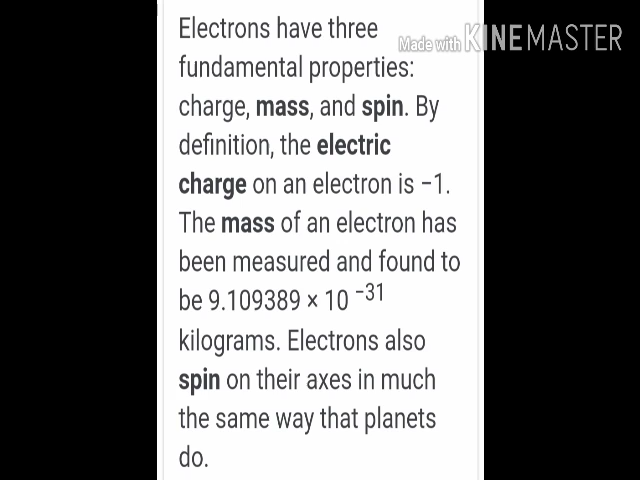 Made with KINEMASTER
Electrons have three
fundamental properties:
charge, mass, and spin. By
definition, the electric
charge on an electron is −1.
The mass of an electron has
been measured and found to
be 9.109389 × 10 −31
kilograms. Electrons also
spin on their axes in much
the same way that planets
do.